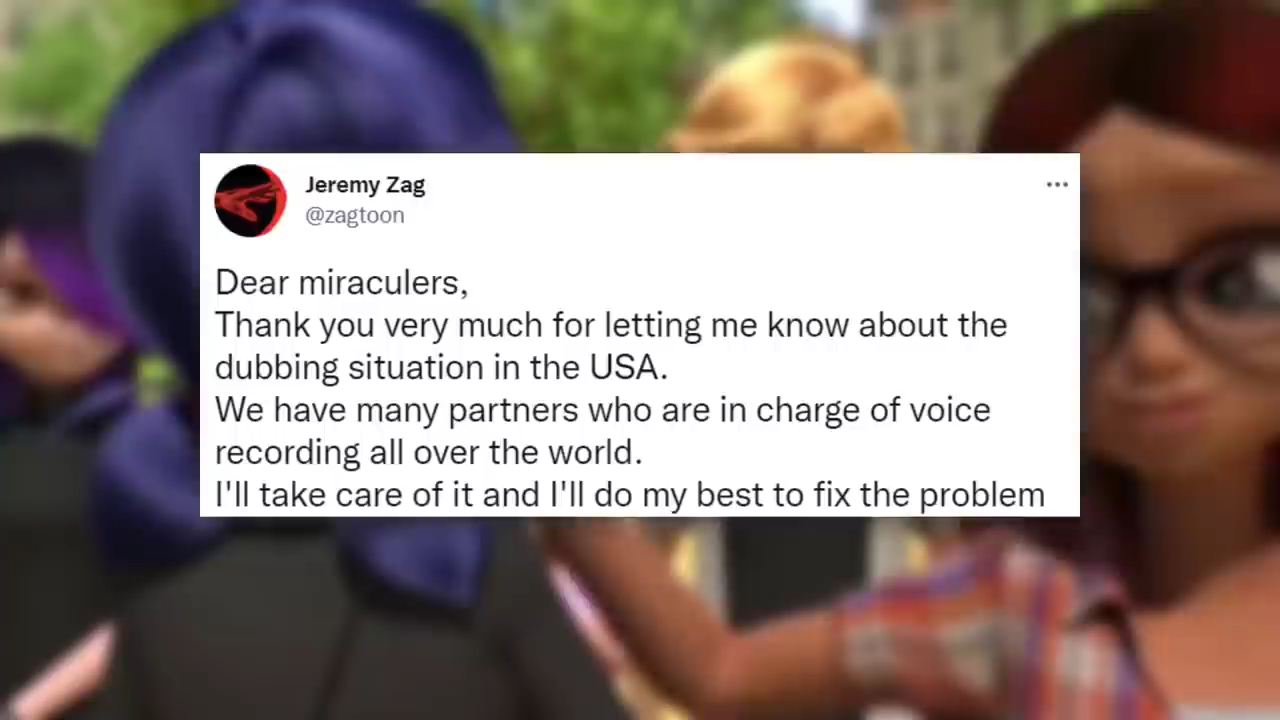 Jeremy Zag
@zagtoon
Dear miraculers,
Thank you very much for letting me know about the
dubbing situation in the USA.
We have many partners who are in charge of voice
recording all over the world.
I'll take care of it and I'll do my best to fix the problem